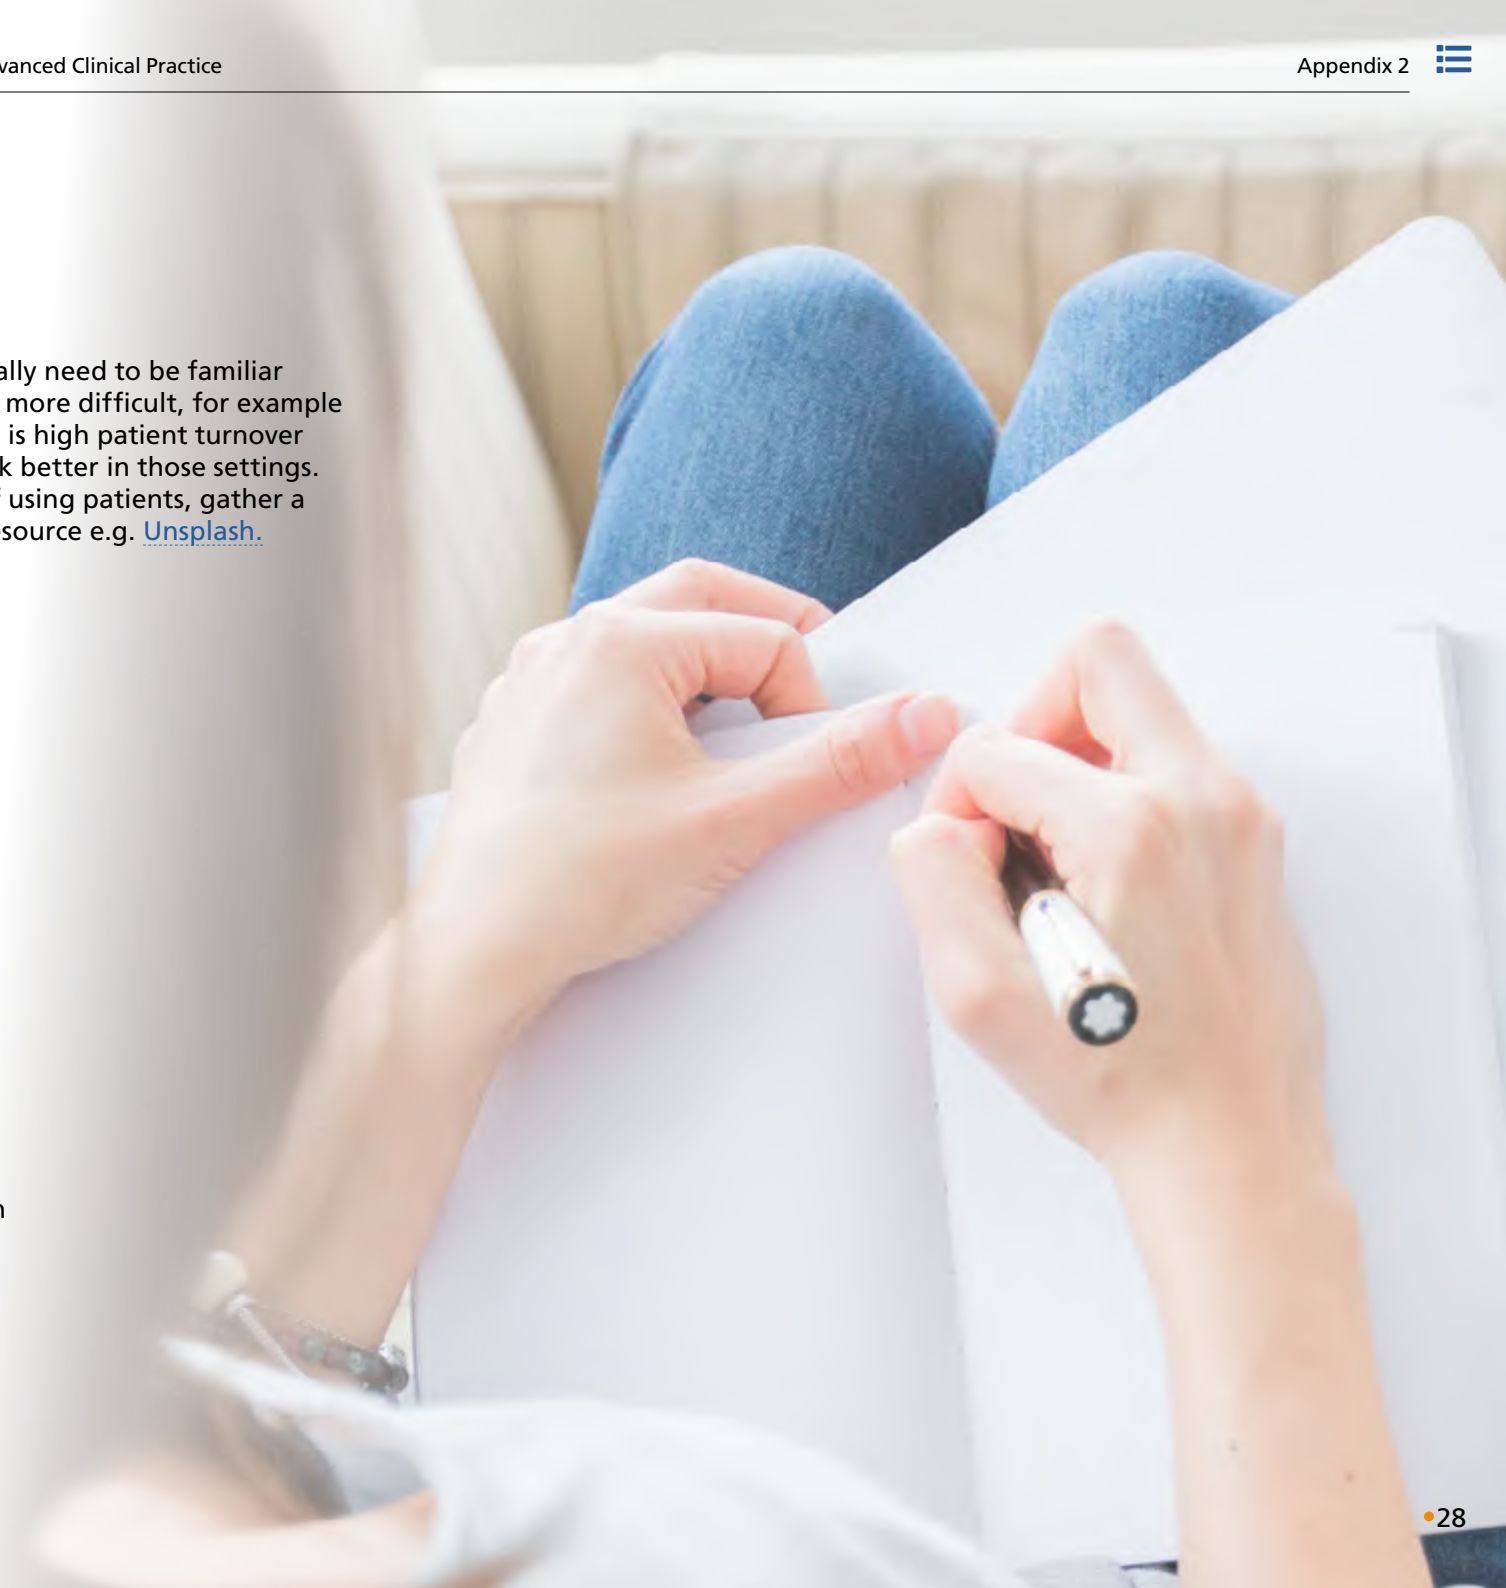 vanced Clinical Practice
Appendix 2
ally need to be familiar
more difficult, for example
is high patient turnover
k better in those settings.
using patients, gather a
source e.g. Unsplash.
n
•28